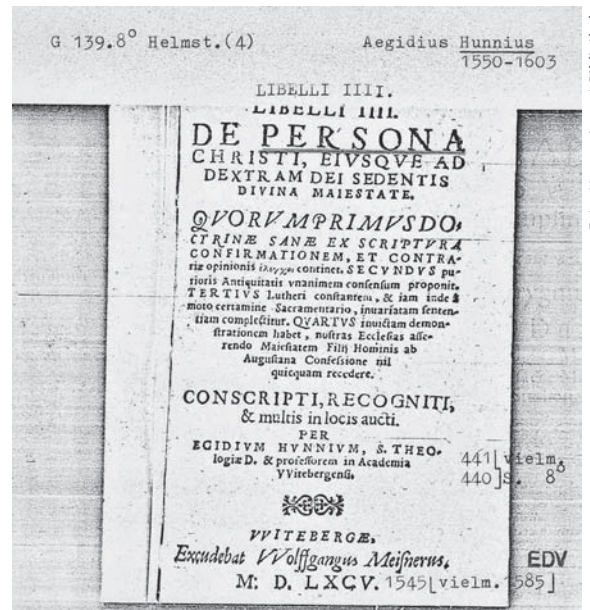 G 139.8° Helmst.(4) Aegidius Hunnius
1550-1603
LIBELLI IIII.
LIBELLI IIII.
DE PERSONA
CHRISTI, EIVSQVE AD
DEXTRAM DEI SEDENTIS
DIVINA MAIESTATE.
QVORVM PRIMVS DO-
CTRINÆ SANÆ EX SCRIPTVRA
CONFIRMATIONEM, ET CONTRA-
riæ opinionis ἔλεγχον continet. SECVNDVS pu-
rioris Antiquitatis vnanimem consensum proponit.
TERTIVS Lutheri constantem, & iam inde à
moto certamine Sacramentario, inuariatam senten-
tiam complectitur. QVARTVS inuictam demon-
strationem habet, nostras Ecclesias asse-
rendo Maiestatem Filij Hominis ab
Augustana Confessione nil
quicquam recedere.
CONSCRIPTI, RECOGNITI,
& multis in locis aucti.
PER
EGIDIVM HVNNIVM, S. THEO-
logiæ D. & professorem in Academia
VVitebergensi.
441[vielm.
440]S. 8°
VVITEBERGÆ,
Excudebat VVolffgangus Meisnerus.
M. D. LXCV. 1545[vielm.1585]
EDV